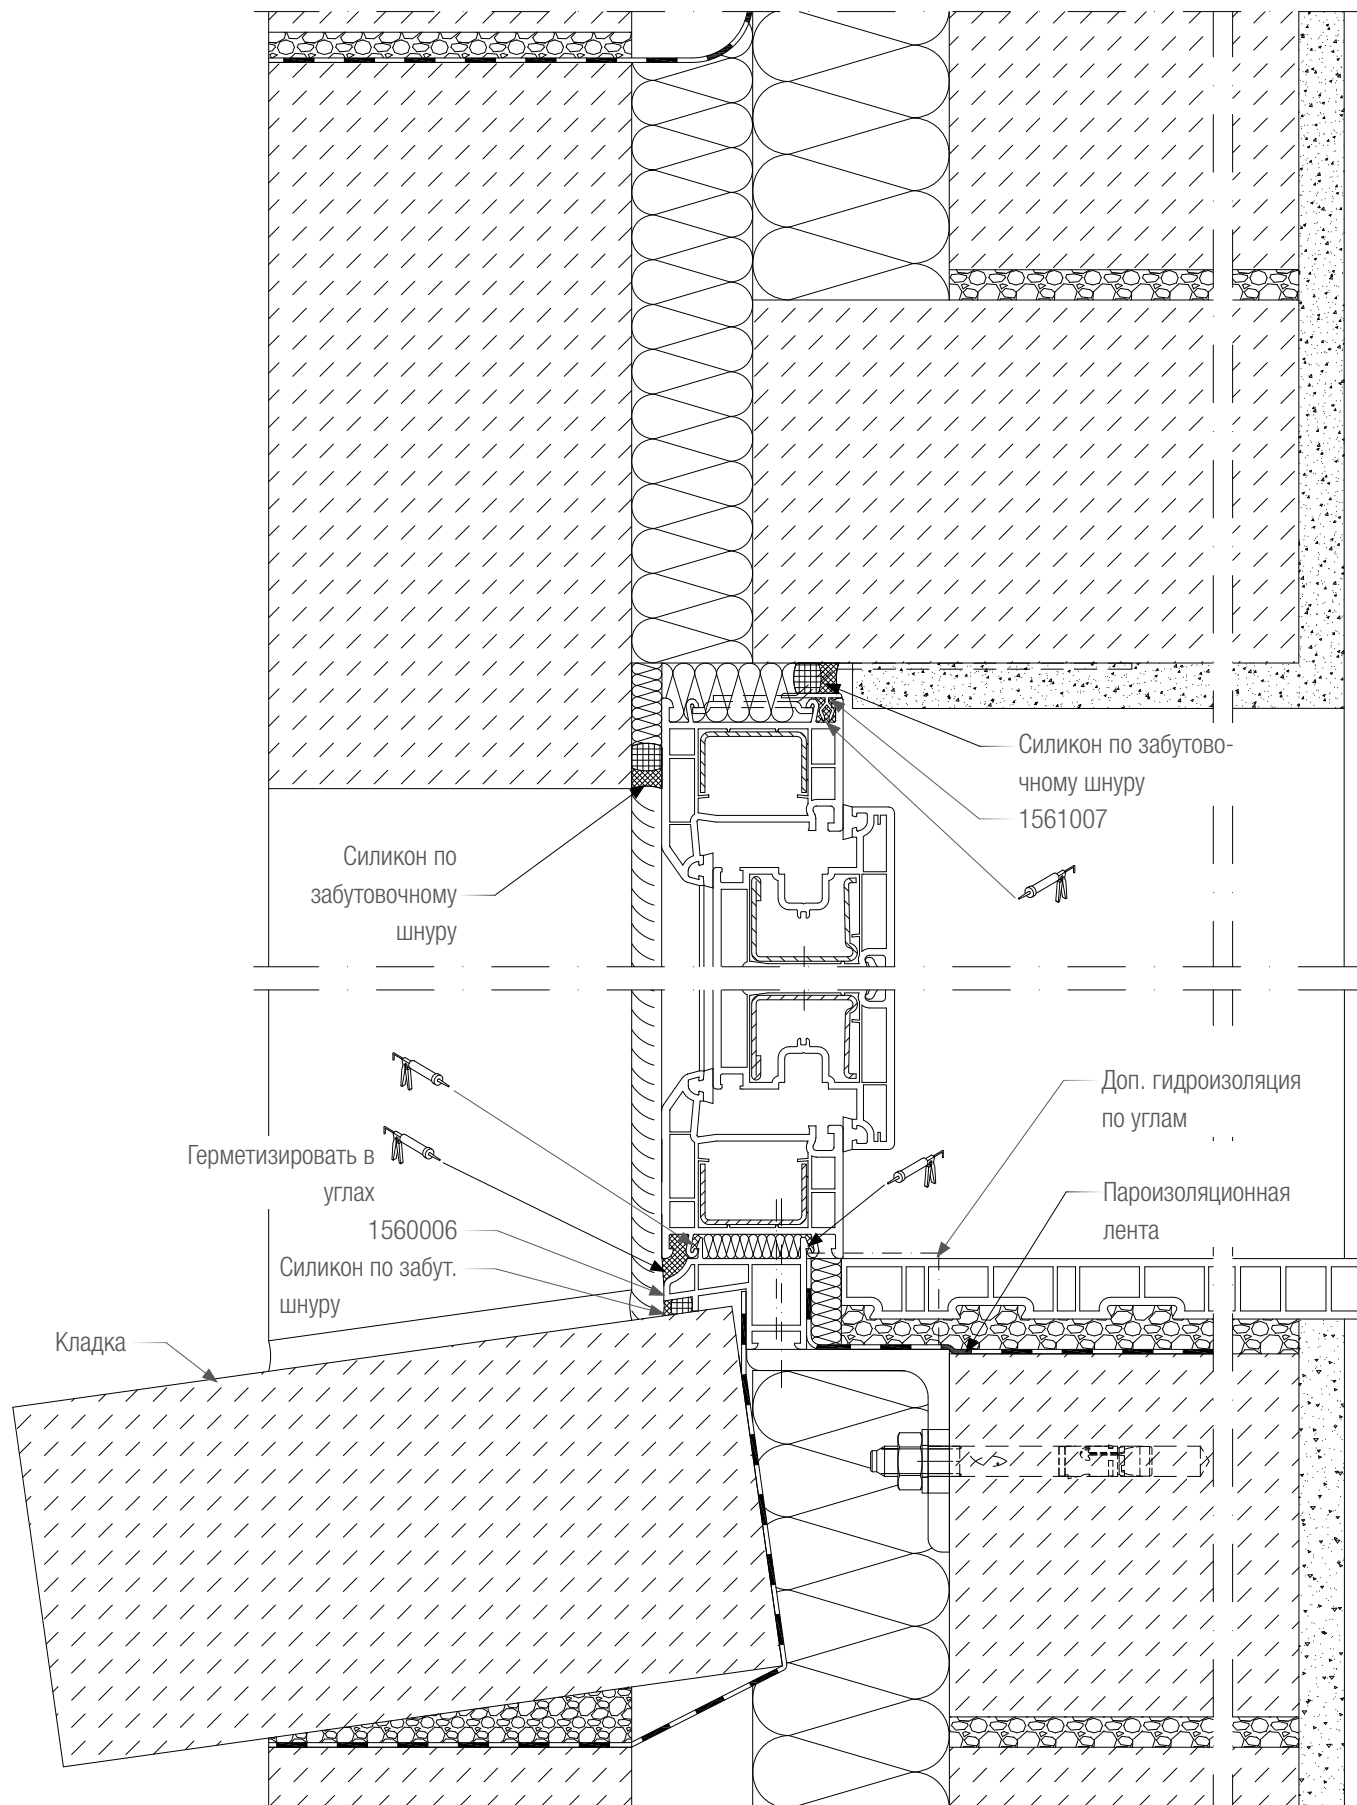 Силикон по забутово-
чному шнуру
1561007
Силикон по
забутовочному
шнуру
Доп. гидроизоляция
по углам
Герметизировать в
углах
1560006
Силикон по забут.
шнуру
Пароизоляционная
лента
Кладка